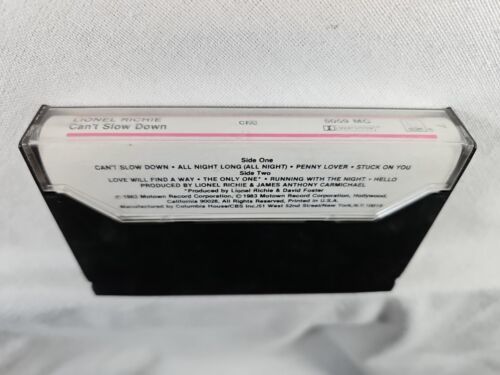 LIONEL RICHIE
Can't Slow Down
CRC
6059 MC
Side One
CAN'T SLOW DOWN • ALL NIGHT LONG (ALL NIGHT) • PENNY LOVER • STUCK ON YOU
Side Two
LOVE WILL FIND A WAY • THE ONLY ONE* • RUNNING WITH THE NIGHT • HELLO
PRODUCED BY LIONEL RICHIE & JAMES ANTHONY CARMICHAEL
*Produced by Lionel Richie & David Foster
℗ 1983 Motown Record Corporation, © 1983 Motown Record Corporation, Hollywood,
California 90028. All Rights Reserved, Printed in U.S.A.
Manufactured by Columbia House/CBS Inc./51 West 52nd Street/New York, N.Y.